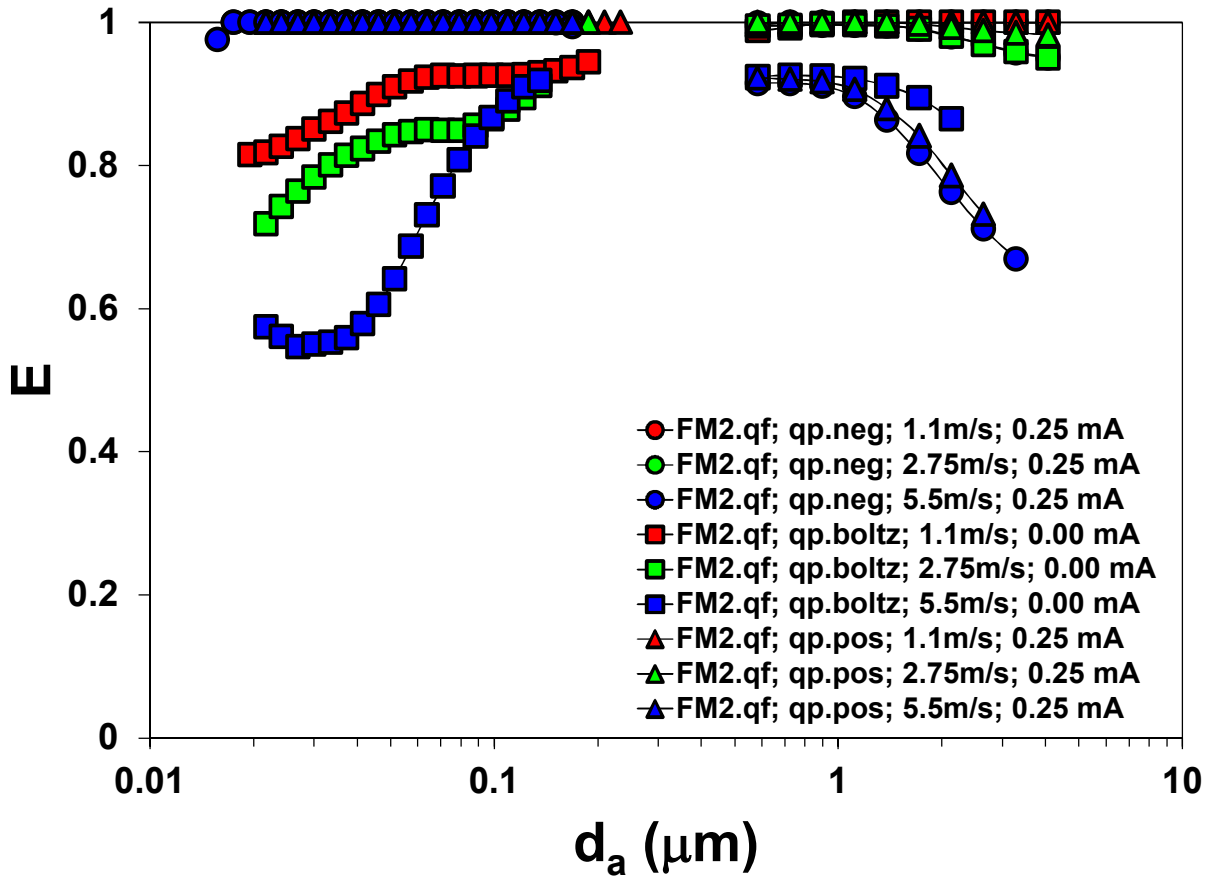 1
0.8
0.6
0.4
0.2
0
E
FM2.qf; qp.neg; 1.1m/s; 0.25 mA
FM2.qf; qp.neg; 2.75m/s; 0.25 mA
FM2.qf; qp.neg; 5.5m/s; 0.25 mA
FM2.qf; qp.boltz; 1.1m/s; 0.00 mA
FM2.qf; qp.boltz; 2.75m/s; 0.00 mA
FM2.qf; qp.boltz; 5.5m/s; 0.00 mA
FM2.qf; qp.pos; 1.1m/s; 0.25 mA
FM2.qf; qp.pos; 2.75m/s; 0.25 mA
FM2.qf; qp.pos; 5.5m/s; 0.25 mA
0.01 0.1 1 10
dₐ (μm)